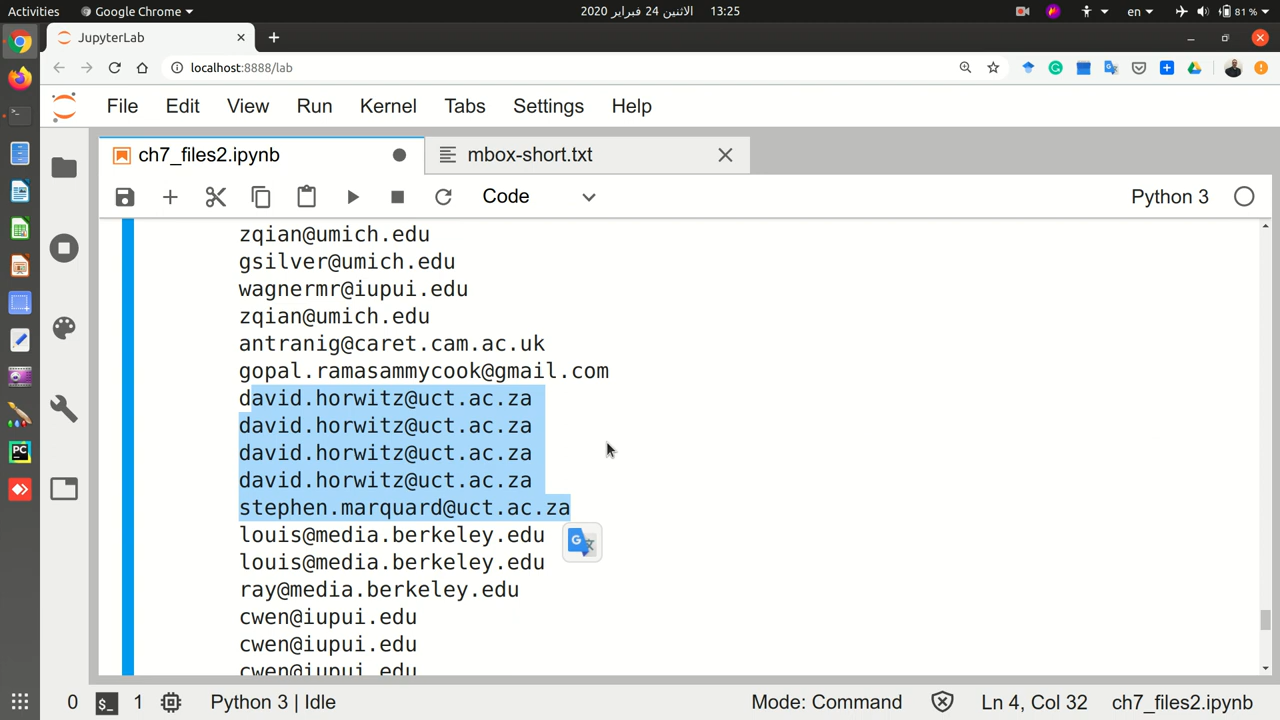 Activities Google Chrome الاثنين 24 فبراير 2020 13:25 en 81 %
JupyterLab
localhost:8888/lab
File Edit View Run Kernel Tabs Settings Help
ch7_files2.ipynb mbox-short.txt
Code Python 3
zqian@umich.edu
gsilver@umich.edu
wagnermr@iupui.edu
zqian@umich.edu
antranig@caret.cam.ac.uk
gopal.ramasammycook@gmail.com
david.horwitz@uct.ac.za
david.horwitz@uct.ac.za
david.horwitz@uct.ac.za
david.horwitz@uct.ac.za
stephen.marquard@uct.ac.za
louis@media.berkeley.edu
louis@media.berkeley.edu
ray@media.berkeley.edu
cwen@iupui.edu
cwen@iupui.edu
cwen@iupui.edu
0 $_ 1 Python 3 | Idle Mode: Command Ln 4, Col 32 ch7_files2.ipynb